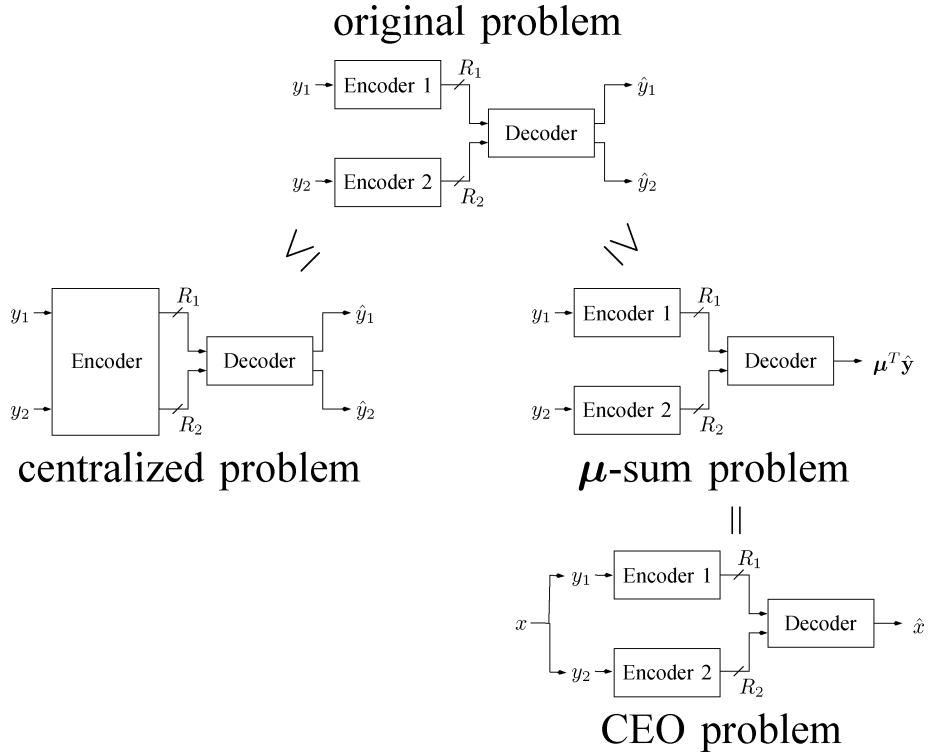 original problem
y₁ Encoder 1 R₁ ŷ₁
Decoder
y₂ Encoder 2 R₂ ŷ₂
≤ ≥
y₁ R₁ ŷ₁
Encoder Decoder
y₂ R₂ ŷ₂
centralized problem
y₁ Encoder 1 R₁
Decoder μᵀŷ
y₂ Encoder 2 R₂
μ-sum problem
=
y₁ Encoder 1 R₁
x Decoder x̂
y₂ Encoder 2 R₂
CEO problem